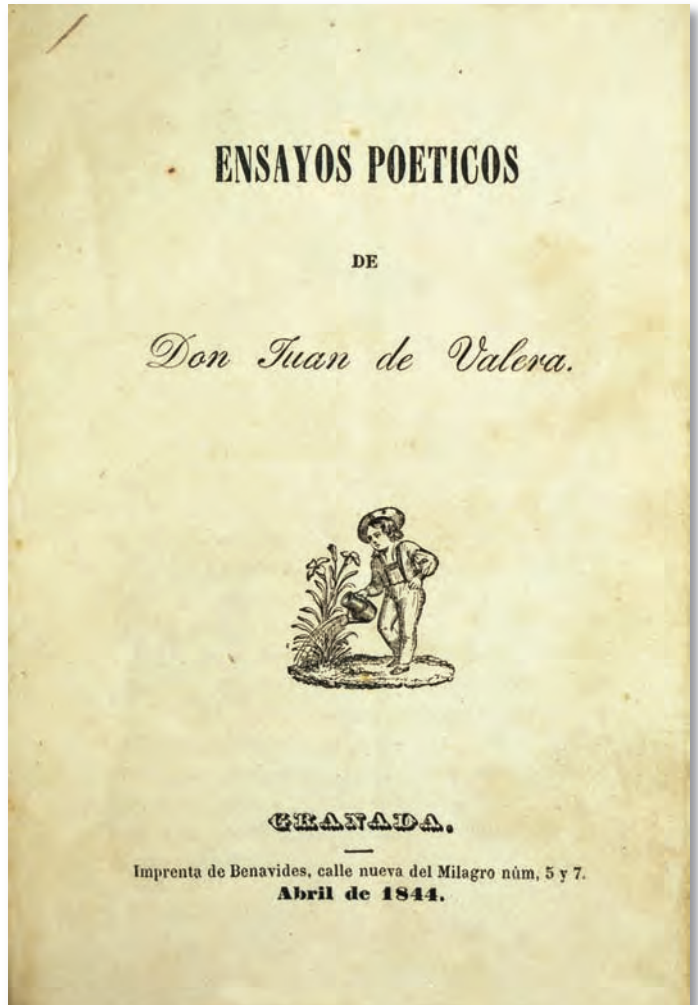 ENSAYOS POETICOS
DE
Don Juan de Valera.
GRANADA.
Imprenta de Benavides, calle nueva del Milagro núm, 5 y 7.
Abril de 1844.